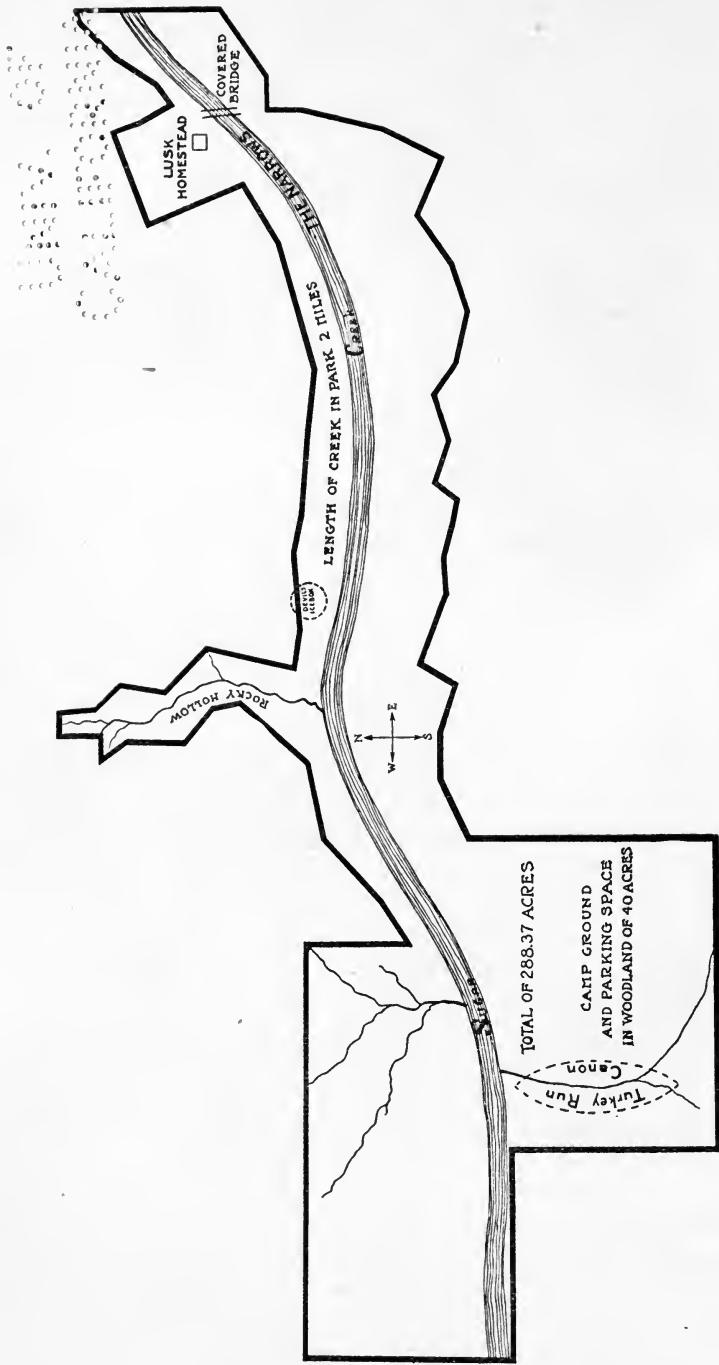 COVERED
BRIDGE
LUSK
HOMESTEAD
THE NARROWS
CREEK
LENGTH OF CREEK IN PARK 2 MILES
DEVILS
ICEBOX
ROCKY HOLLOW
N
W E
S
SUGAR
TOTAL OF 288.37 ACRES
CAMP GROUND
AND PARKING SPACE
IN WOODLAND OF 40 ACRES
Turkey Run
Canon